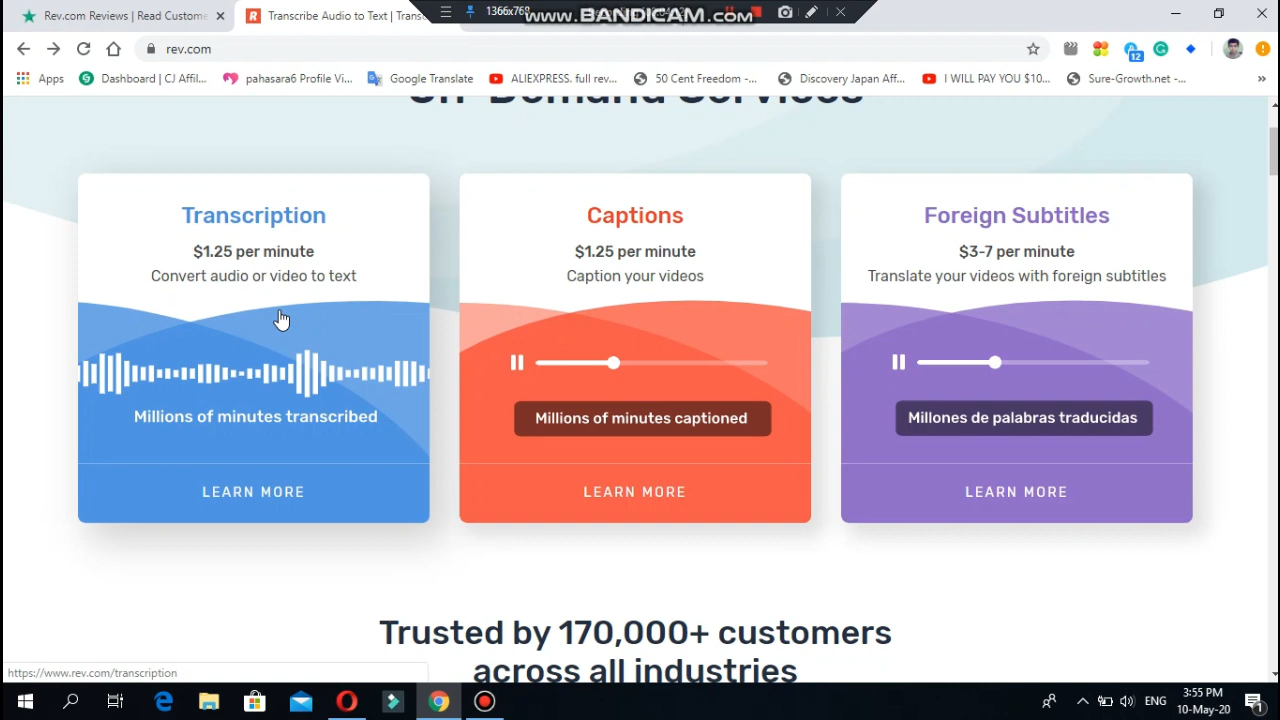 Rev.com Reviews | Read Custome
Transcribe Audio to Text | Trans
1366x768
www.BANDICAM.com
rev.com
12
Apps
Dashboard | CJ Affil...
pahasara6 Profile Vi...
Google Translate
ALIEXPRESS. full rev...
50 Cent Freedom -...
Discovery Japan Aff...
I WILL PAY YOU $10...
Sure-Growth.net -...
On-Demand Services
Transcription
$1.25 per minute
Convert audio or video to text
Millions of minutes transcribed
LEARN MORE
Captions
$1.25 per minute
Caption your videos
Millions of minutes captioned
LEARN MORE
Foreign Subtitles
$3-7 per minute
Translate your videos with foreign subtitles
Millones de palabras traducidas
LEARN MORE
Trusted by 170,000+ customers
across all industries
https://www.rev.com/transcription
ENG
3:55 PM
10-May-20
1